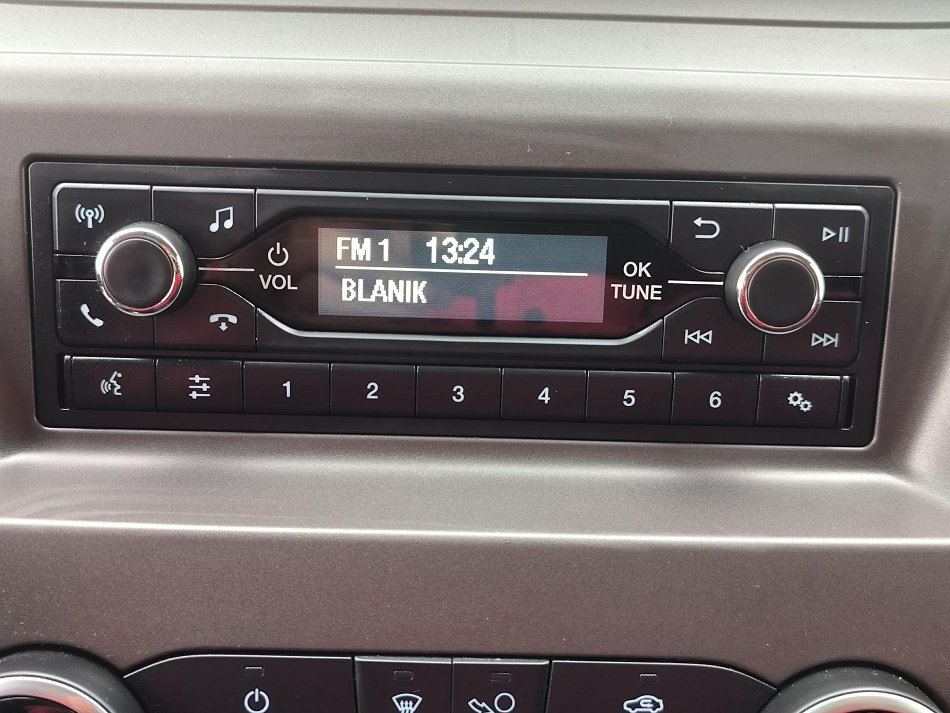 FM 1 13:24
BLANIK
VOL
OK
TUNE
1 2 3 4 5 6